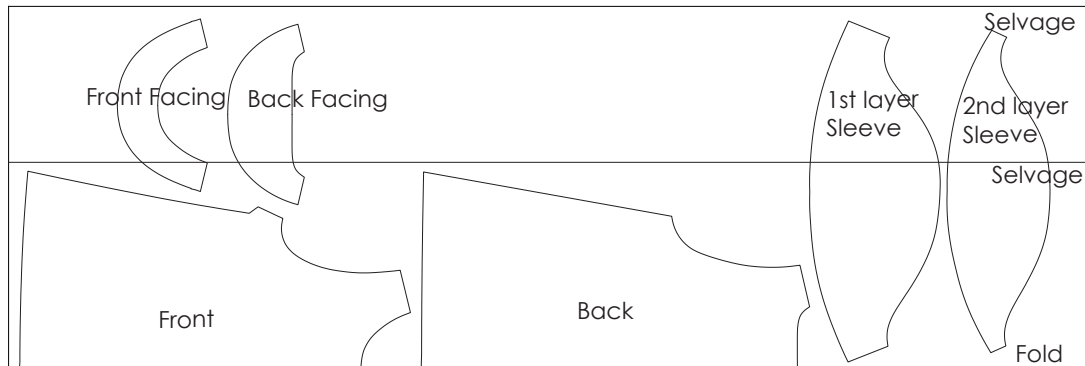 Selvage
Front Facing
Back Facing
1st layer
Sleeve
2nd layer
Sleeve
Selvage
Front
Back
Fold